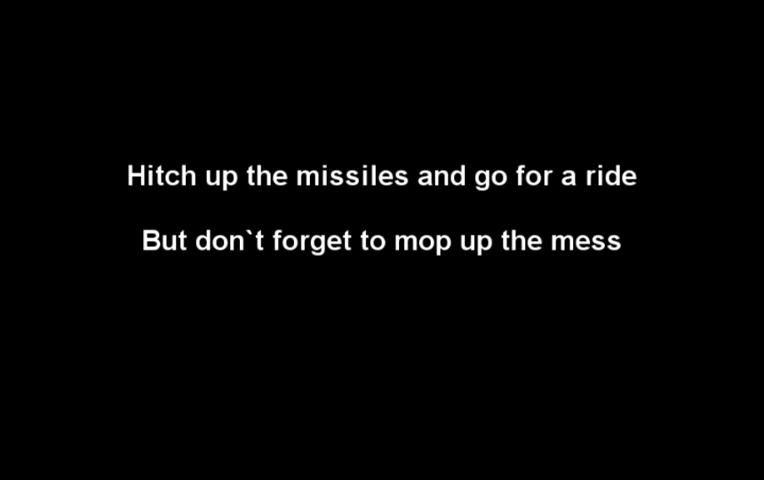 Hitch up the missiles and go for a ride
But don`t forget to mop up the mess